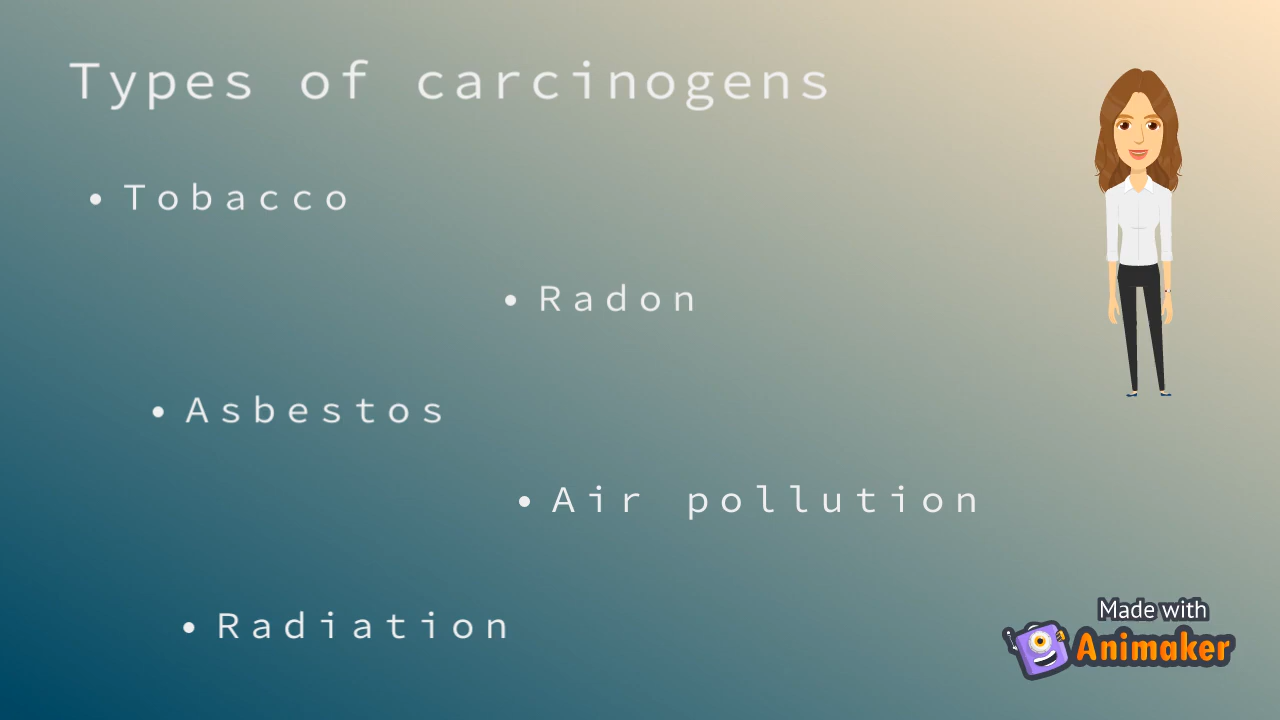 Types of carcinogens
• Tobacco
• Radon
• Asbestos
• Air pollution
• Radiation
Made with
Animaker